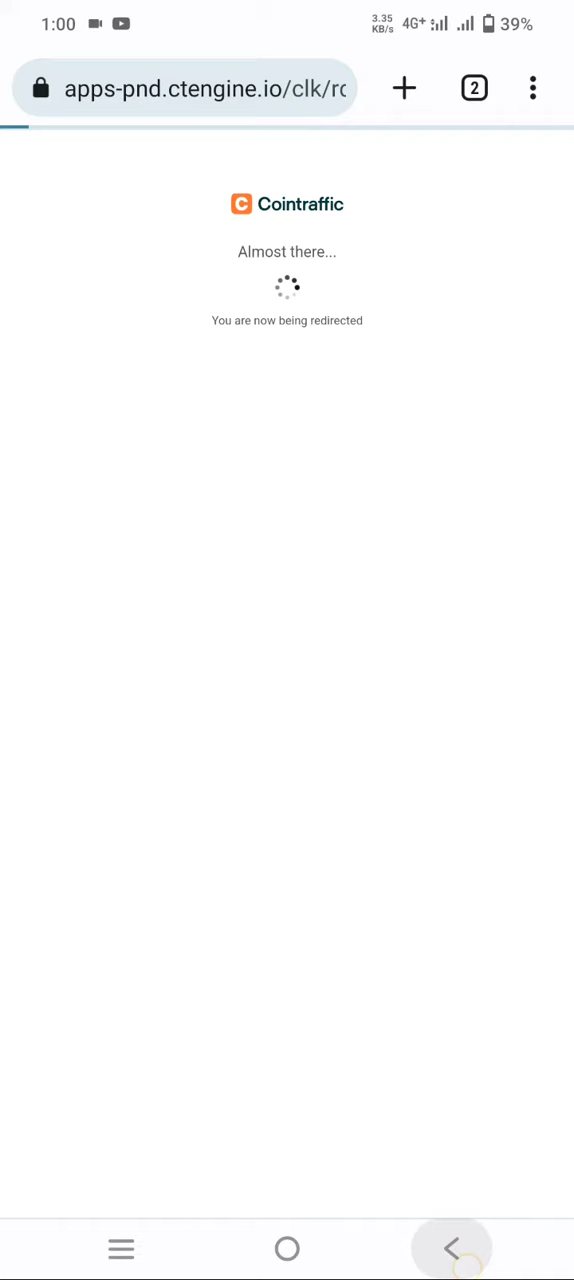 1:00 3.35 KB/s 4G+ 39%
apps-pnd.ctengine.io/clk/
2
C Cointraffic
Almost there...
You are now being redirected